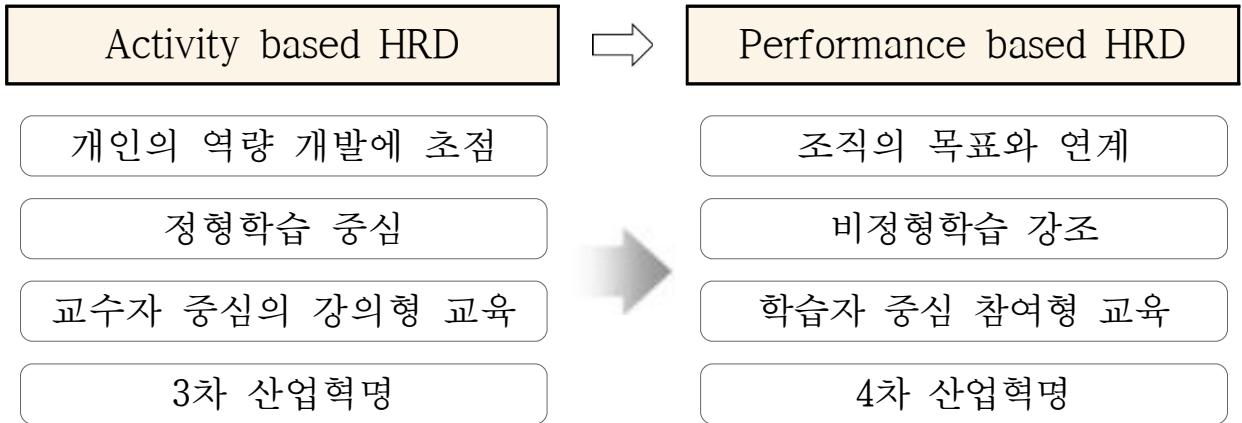 Activity based HRD
Performance based HRD
개인의 역량 개발에 초점
조직의 목표와 연계
정형학습 중심
비정형학습 강조
교수자 중심의 강의형 교육
학습자 중심 참여형 교육
3차 산업혁명
4차 산업혁명